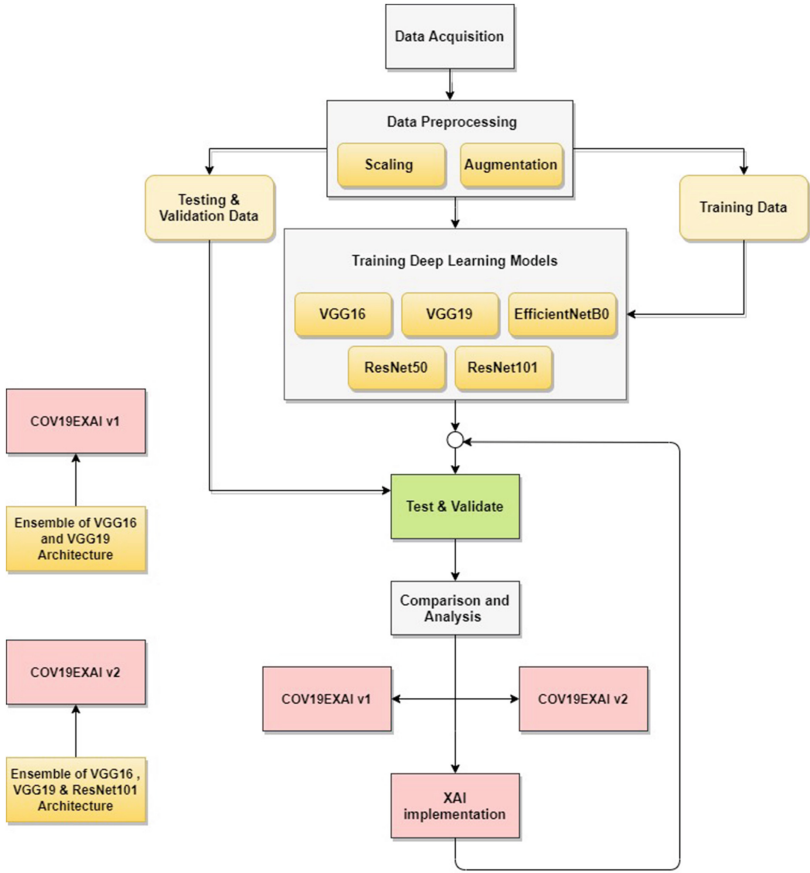 Data Acquisition
Data Preprocessing
Scaling
Augmentation
Testing &
Validation Data
Training Data
Training Deep Learning Models
VGG16
VGG19
EfficientNetB0
ResNet50
ResNet101
COV19EXAI v1
Ensemble of VGG16
and VGG19
Architecture
Test & Validate
Comparison and
Analysis
COV19EXAI v2
Ensemble of VGG16 ,
VGG19 & ResNet101
Architecture
COV19EXAI v1
COV19EXAI v2
XAI
implementation